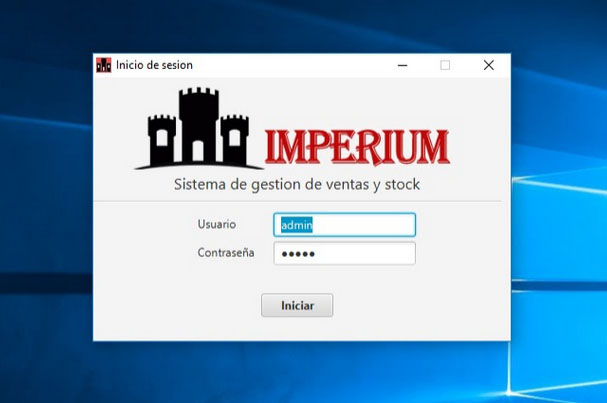 Inicio de sesion
IMPERIUM
Sistema de gestion de ventas y stock
Usuario
admin
Contraseña
●●●●●
Iniciar